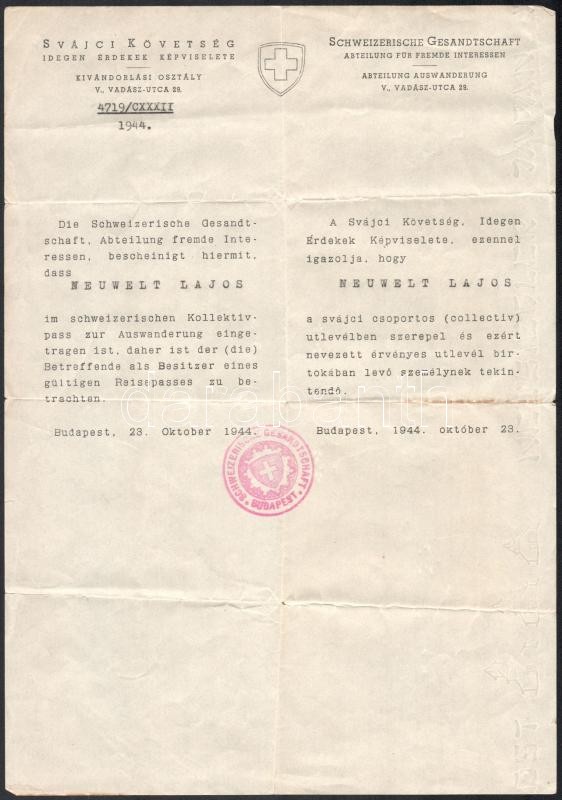 SVÁJCI KÖVETSÉG
IDEGEN ÉRDEKEK KÉPVISELETE
KIVÁNDORLÁSI OSZTÁLY
V., VADÁSZ-UTCA 29.
4719/CXXXII
1944.
SCHWEIZERISCHE GESANDTSCHAFT
ABTEILUNG FÜR FREMDE INTERESSEN
ABTEILUNG AUSWANDERUNG
V., VADÁSZ-UTCA 29.
Die Schweizerische Gesandt-
schaft, Abteilung fremde Inte-
ressen, bescheinigt hiermit,
dass
NEUWELT LAJOS
im schweizerischen Kollektiv-
pass zur Auswanderung einge-
tragen ist, daher ist der (die)
Betreffende als Besitzer eines
gültigen Reisepasses zu be-
trachten.
Budapest, 23. Oktober 1944.
A Svájci Követség, Idegen
Érdekek Képviselete, ezennel
igazolja, hogy
NEUWELT LAJOS
a svájci csoportos (collectiv)
utlevélben szerepel és ezért
nevezett érvényes utlevél bir-
tokában levő személynek tekin-
tendő.
Budapest, 1944. október 23.
SCHWEIZERISCHE GESANDTSCHAFT
* BUDAPEST. *